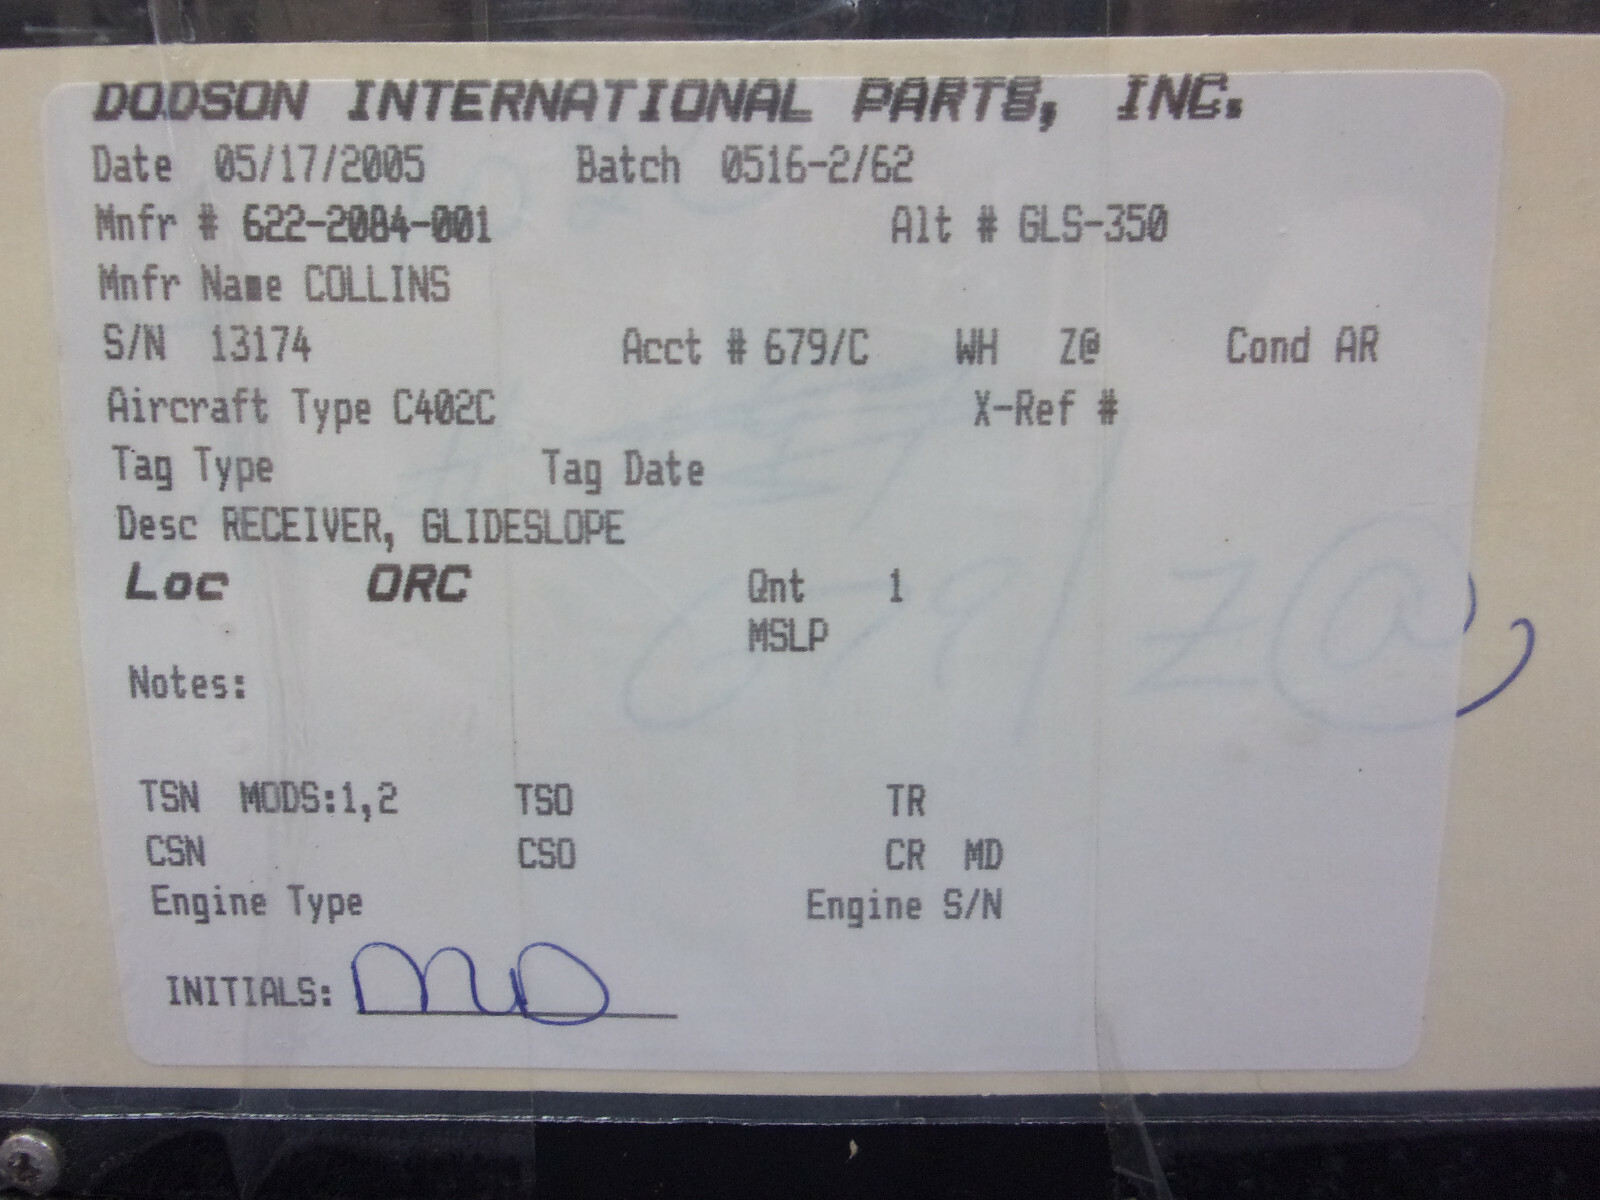 DODSON INTERNATIONAL PARTS, INC.
Date 05/17/2005 Batch 0516-2/62
Mnfr # 622-2084-001 Alt # GLS-350
Mnfr Name COLLINS
S/N 13174 Acct # 679/C WH Z@ Cond AR
Aircraft Type C402C X-Ref #
Tag Type Tag Date
Desc RECEIVER, GLIDESLOPE
Loc ORC Qnt 1
MSLP
Notes:
TSN MODS:1,2 TSO TR
CSN CSO CR MD
Engine Type Engine S/N
INITIALS: MD